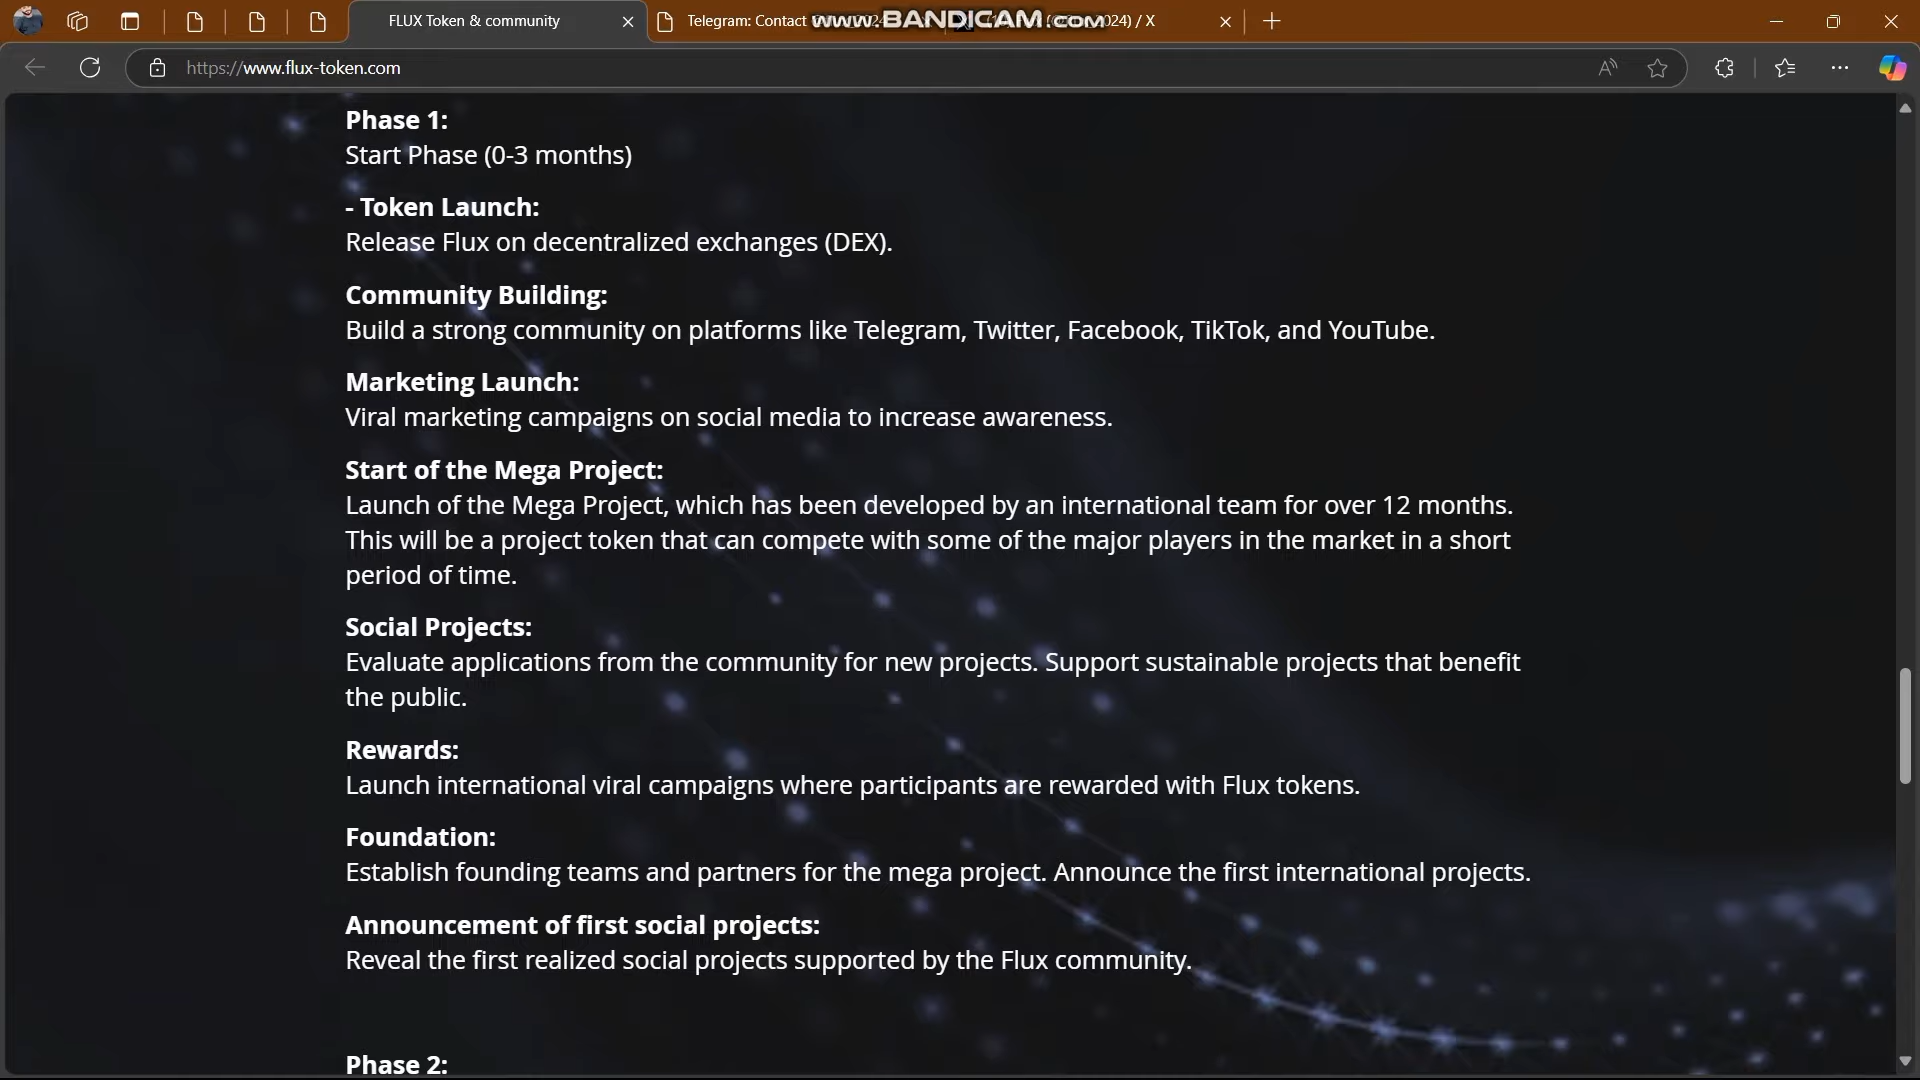 FLUX Token & community
Telegram: Contact
www.BANDICAM.com
2024) / X
https://www.flux-token.com
Phase 1:
Start Phase (0-3 months)
- Token Launch:
Release Flux on decentralized exchanges (DEX).
Community Building:
Build a strong community on platforms like Telegram, Twitter, Facebook, TikTok, and YouTube.
Marketing Launch:
Viral marketing campaigns on social media to increase awareness.
Start of the Mega Project:
Launch of the Mega Project, which has been developed by an international team for over 12 months.
This will be a project token that can compete with some of the major players in the market in a short
period of time.
Social Projects:
Evaluate applications from the community for new projects. Support sustainable projects that benefit
the public.
Rewards:
Launch international viral campaigns where participants are rewarded with Flux tokens.
Foundation:
Establish founding teams and partners for the mega project. Announce the first international projects.
Announcement of first social projects:
Reveal the first realized social projects supported by the Flux community.
Phase 2: